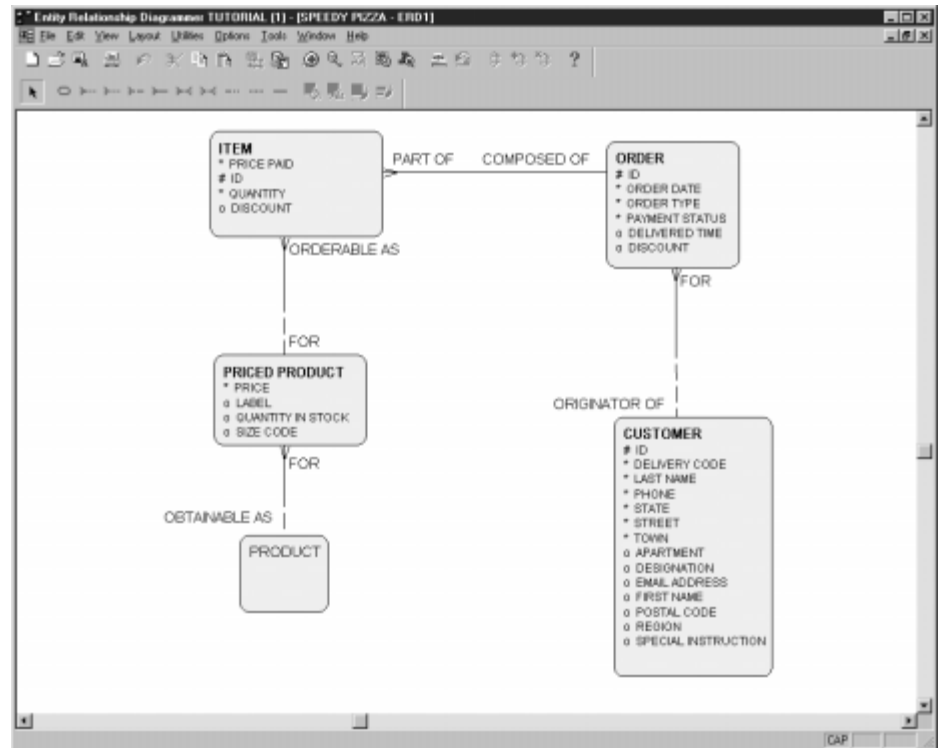 Entity Relationship Diagrammer TUTORIAL (1) - [SPEEDY PIZZA - ERD1]
File Edit View Layout Utilities Options Tools Window Help
ITEM
* PRICE PAID
# ID
* QUANTITY
o DISCOUNT
PART OF
COMPOSED OF
ORDER
# ID
* ORDER DATE
* ORDER TYPE
* PAYMENT STATUS
o DELIVERED TIME
o DISCOUNT
ORDERABLE AS
FOR
FOR
PRICED PRODUCT
* PRICE
o LABEL
o QUANTITY IN STOCK
o SIZE CODE
ORIGINATOR OF
FOR
OBTAINABLE AS
PRODUCT
CUSTOMER
# ID
* DELIVERY CODE
* LAST NAME
* PHONE
* STATE
* STREET
* TOWN
o APARTMENT
o DESIGNATION
o EMAIL ADDRESS
o FIRST NAME
o POSTAL CODE
o REGION
o SPECIAL INSTRUCTION
CAP